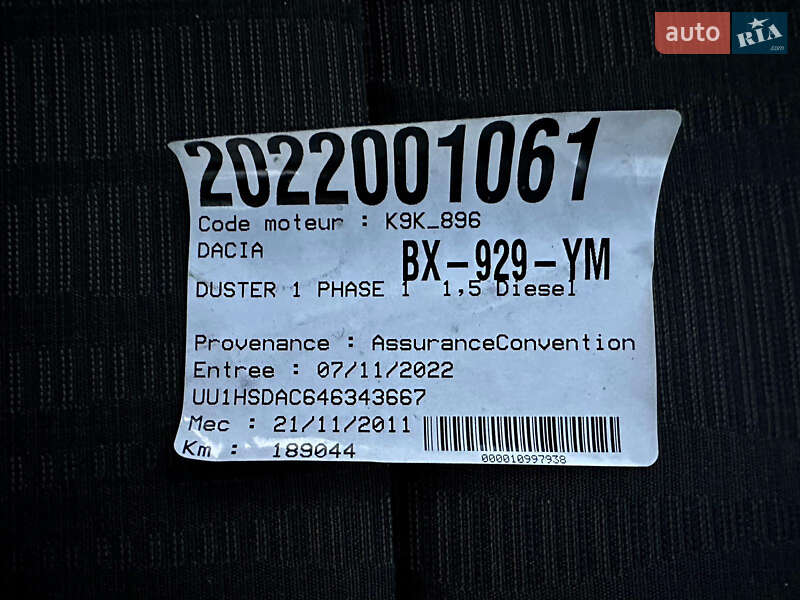 auto RIA .com
2022001061
Code moteur : K9K_896
DACIA
BX-929-YM
DUSTER 1 PHASE 1 1,5 Diesel
Provenance : AssuranceConvention
Entree : 07/11/2022
UU1HSDAC646343667
Mec : 21/11/2011
Km : 189044
000010997938